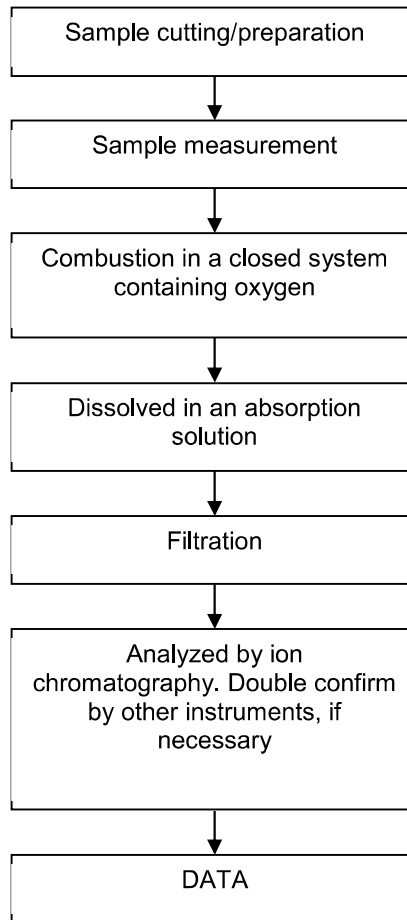 Sample cutting/preparation
Sample measurement
Combustion in a closed system
containing oxygen
Dissolved in an absorption
solution
Filtration
Analyzed by ion
chromatography. Double confirm
by other instruments, if
necessary
DATA